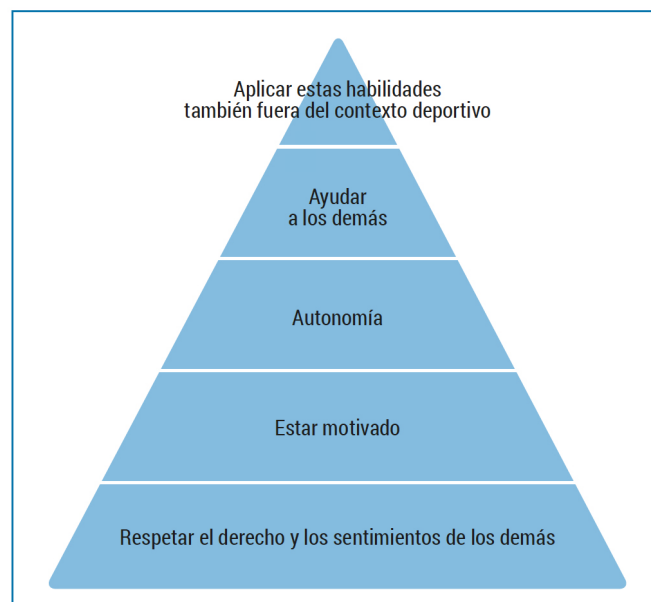 Aplicar estas habilidades
también fuera del contexto deportivo
Ayudar
a los demás
Autonomía
Estar motivado
Respetar el derecho y los sentimientos de los demás